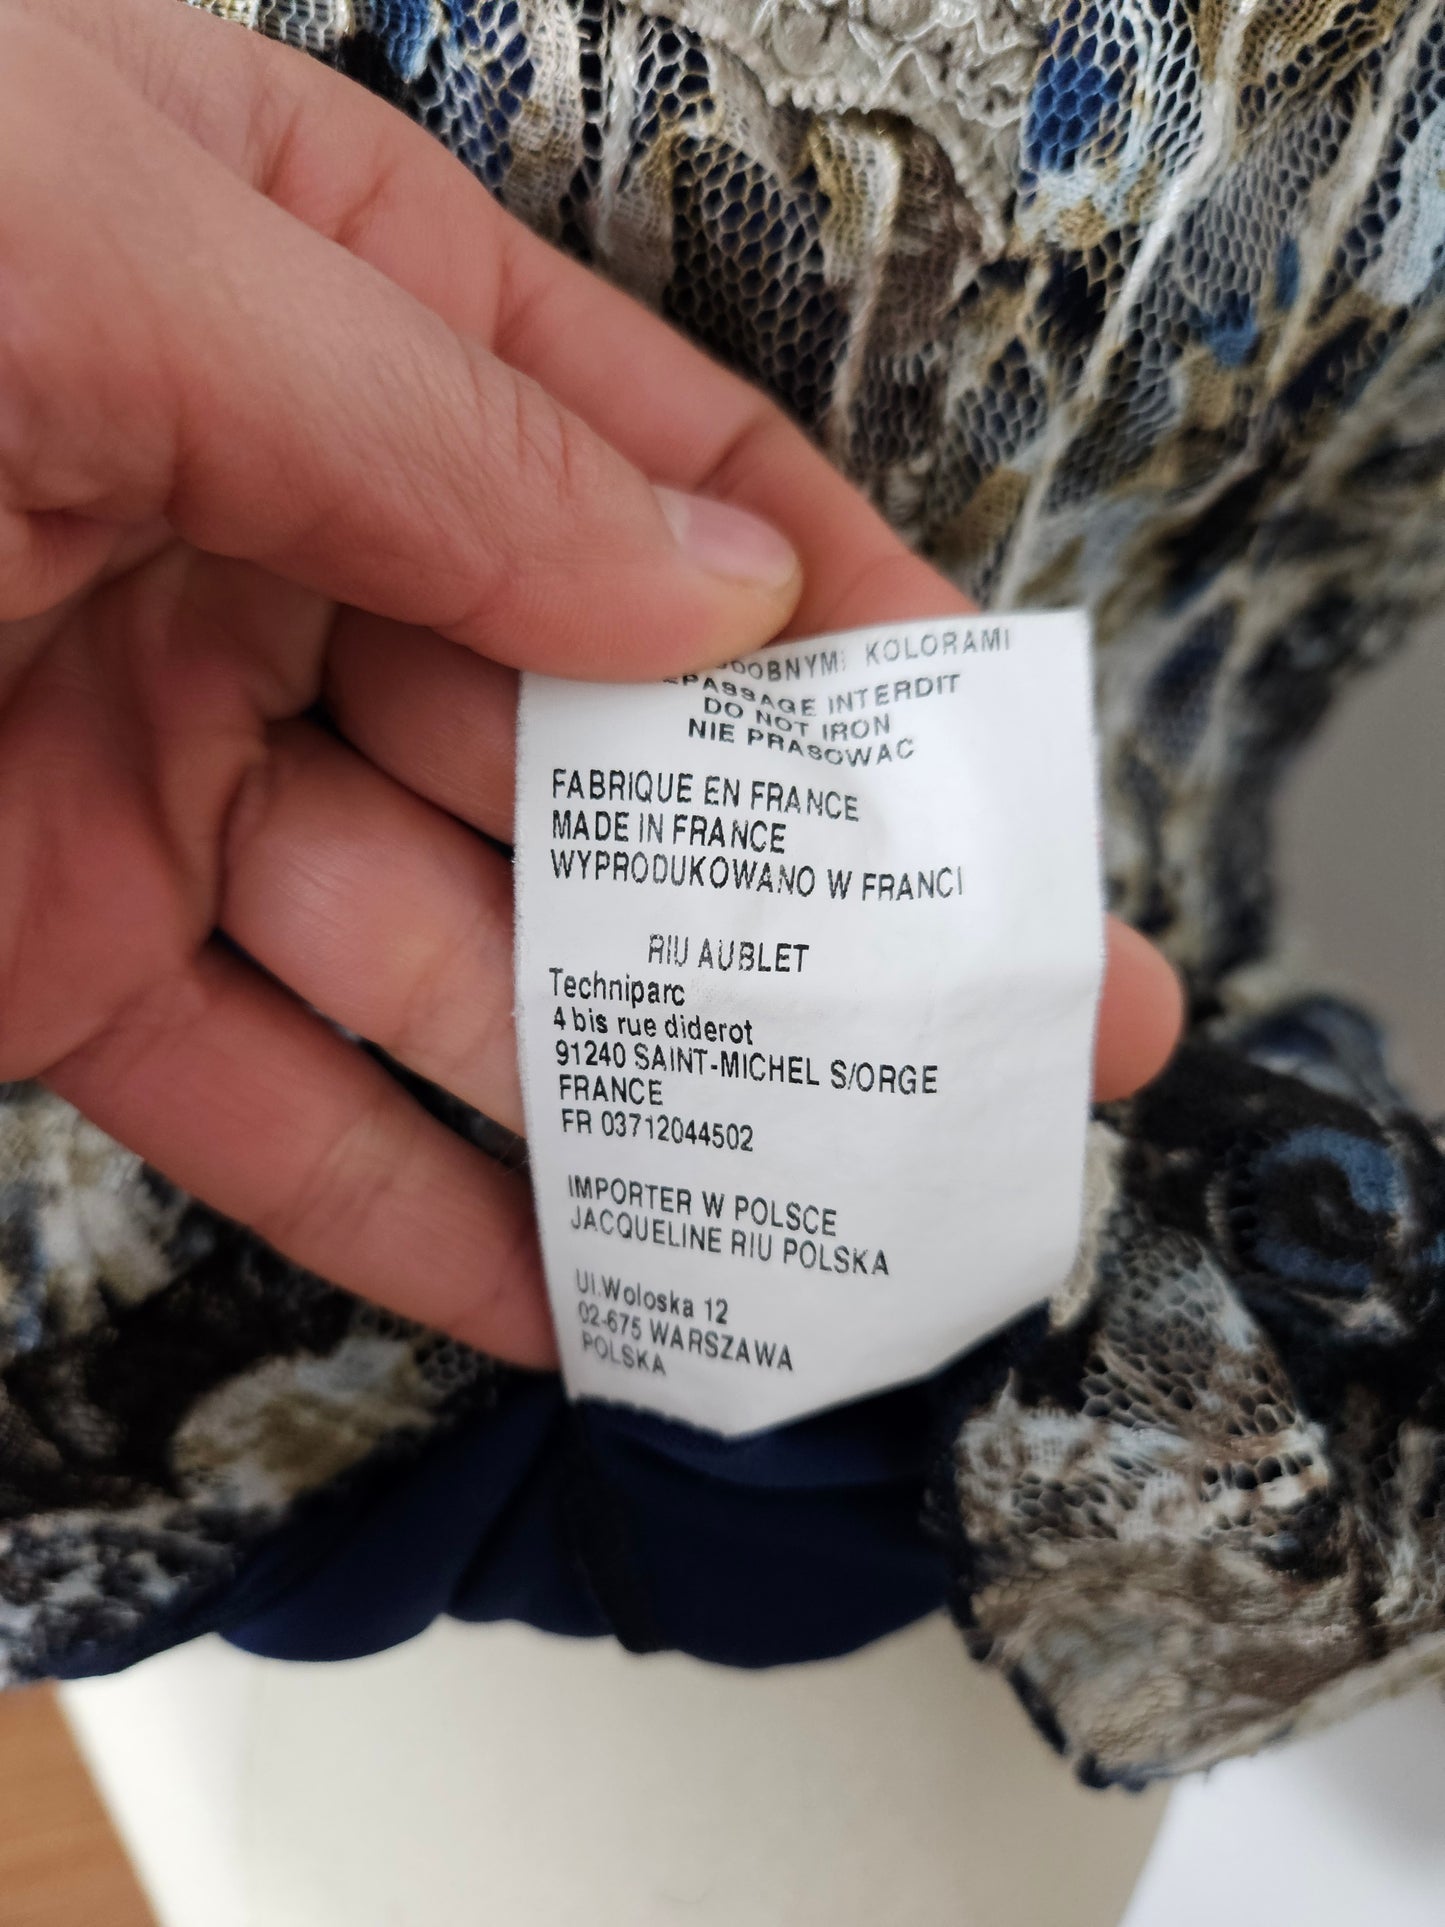 KOLORAMI
REPASSAGE INTERDIT
DO NOT IRON
NIE PRASOWAC
FABRIQUE EN FRANCE
MADE IN FRANCE
WYPRODUKOWANO W FRANCI
RIU AUBLET
Techniparc
4 bis rue diderot
91240 SAINT-MICHEL S/ORGE
FRANCE
FR 03712044502
IMPORTER W POLSCE
JACQUELINE RIU POLSKA
Ul.Woloska 12
02-675 WARSZAWA
POLSKA